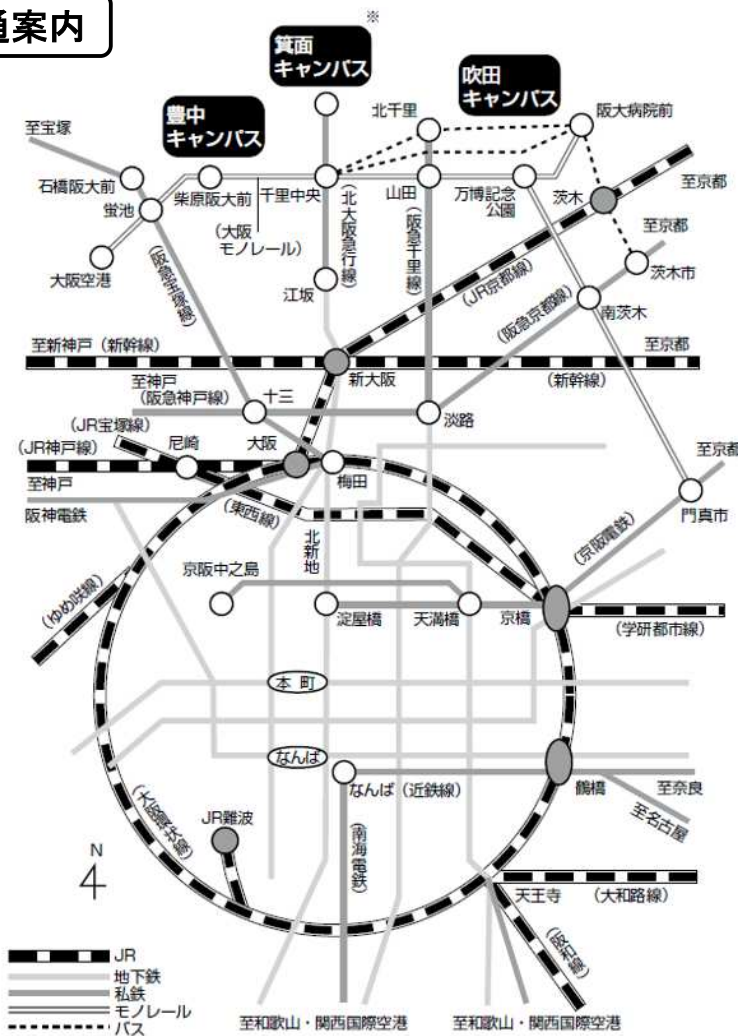 通案内
※
箕面
キャンパス
豊中
キャンパス
吹田
キャンパス
至宝塚
北千里
阪大病院前
石橋阪大前
蛍池
柴原阪大前
千里中央
山田
万博記念
公園
茨木
至京都
(大阪
モノレール)
(北大阪急行線)
(阪急千里線)
大阪空港
(阪急宝塚線)
江坂
(JR京都線)
至京都
茨木市
(阪急京都線)
南茨木
至新神戸(新幹線)
至京都
新大阪
(新幹線)
至神戸
(阪急神戸線)
十三
淡路
(JR宝塚線)
(JR神戸線)
尼崎
大阪
梅田
至京都
至神戸
阪神電鉄
(東西線)
北新地
門真市
(京阪電鉄)
京阪中之島
(ゆめ咲線)
淀屋橋
天満橋
京橋
(学研都市線)
本町
なんば
なんば(近鉄線)
鶴橋
至奈良
至名古屋
(大阪環状線)
JR難波
(南海電鉄)
N
4
天王寺
(大和路線)
(阪和線)
JR
地下鉄
私鉄
モノレール
バス
至和歌山・関西国際空港
至和歌山・関西国際空港